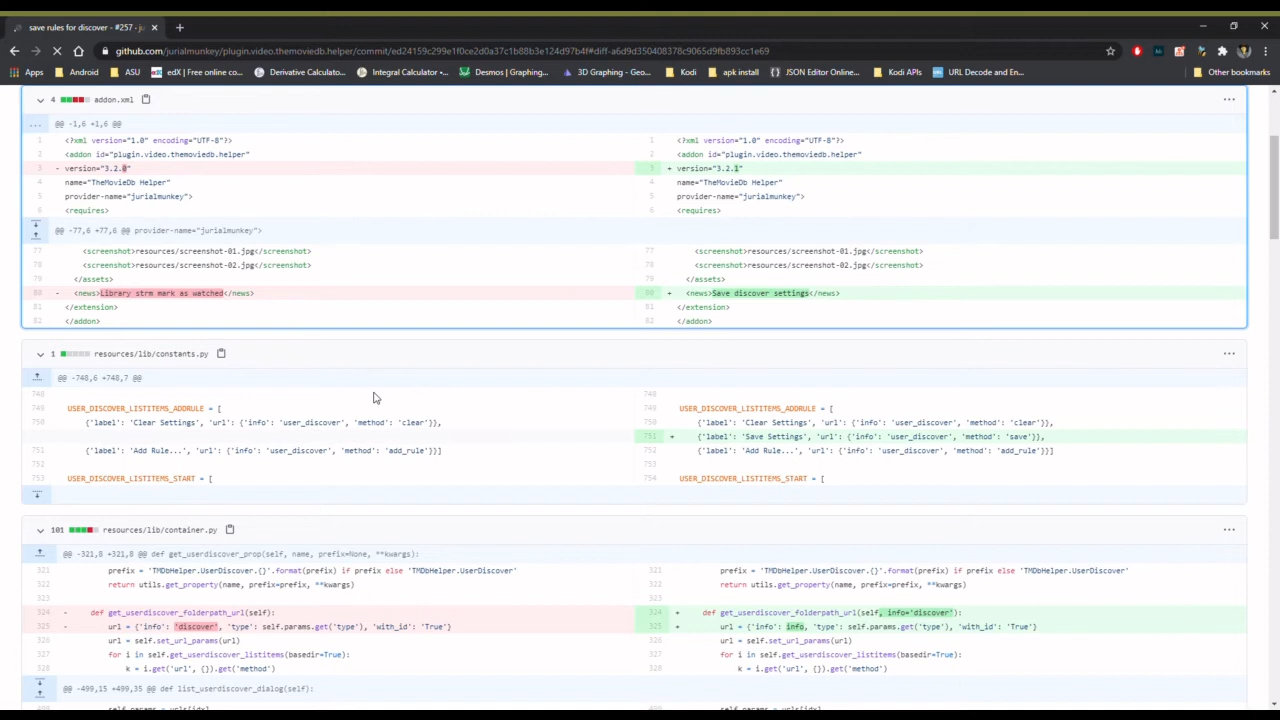 save rules for discover - #257 · ju
github.com/jurialmunkey/plugin.video.themoviedb.helper/commit/ed24159c299e1f0ce2d0a37c1b88b3e124d97b4f#diff-a6d9d350408378c9065d9fb893cc1e69
Apps Android ASU edX | Free online co... Derivative Calculato... Integral Calculator •... Desmos | Graphing... 3D Graphing - Geo... Kodi apk install JSON Editor Online... Kodi APIs URL Decode and En... Other bookmarks
4 addon.xml
... @@ -1,6 +1,6 @@
1 <?xml version="1.0" encoding="UTF-8"?> 1 <?xml version="1.0" encoding="UTF-8"?>
2 <addon id="plugin.video.themoviedb.helper" 2 <addon id="plugin.video.themoviedb.helper"
3 - version="3.2.0" 3 + version="3.2.1"
4 name="TheMovieDb Helper" 4 name="TheMovieDb Helper"
5 provider-name="jurialmunkey"> 5 provider-name="jurialmunkey">
6 <requires> 6 <requires>
@@ -77,6 +77,6 @@ provider-name="jurialmunkey">
77 <screenshot>resources/screenshot-01.jpg</screenshot> 77 <screenshot>resources/screenshot-01.jpg</screenshot>
78 <screenshot>resources/screenshot-02.jpg</screenshot> 78 <screenshot>resources/screenshot-02.jpg</screenshot>
79 </assets> 79 </assets>
80 - <news>Library strm mark as watched</news> 80 + <news>Save discover settings</news>
81 </extension> 81 </extension>
82 </addon> 82 </addon>
1 resources/lib/constants.py
@@ -748,6 +748,7 @@
748 748
749 USER_DISCOVER_LISTITEMS_ADDRULE = [ 749 USER_DISCOVER_LISTITEMS_ADDRULE = [
750 {'label': 'Clear Settings', 'url': {'info': 'user_discover', 'method': 'clear'}}, 750 {'label': 'Clear Settings', 'url': {'info': 'user_discover', 'method': 'clear'}},
751 + {'label': 'Save Settings', 'url': {'info': 'user_discover', 'method': 'save'}},
751 {'label': 'Add Rule...', 'url': {'info': 'user_discover', 'method': 'add_rule'}}] 752 {'label': 'Add Rule...', 'url': {'info': 'user_discover', 'method': 'add_rule'}}]
752 753
753 USER_DISCOVER_LISTITEMS_START = [ 754 USER_DISCOVER_LISTITEMS_START = [
101 resources/lib/container.py
@@ -321,8 +321,8 @@ def get_userdiscover_prop(self, name, prefix=None, **kwargs):
321 prefix = 'TMDbHelper.UserDiscover.{}'.format(prefix) if prefix else 'TMDbHelper.UserDiscover' 321 prefix = 'TMDbHelper.UserDiscover.{}'.format(prefix) if prefix else 'TMDbHelper.UserDiscover'
322 return utils.get_property(name, prefix=prefix, **kwargs) 322 return utils.get_property(name, prefix=prefix, **kwargs)
323 323
324 - def get_userdiscover_folderpath_url(self): 324 + def get_userdiscover_folderpath_url(self, info='discover'):
325 - url = {'info': 'discover', 'type': self.params.get('type'), 'with_id': 'True'} 325 + url = {'info': info, 'type': self.params.get('type'), 'with_id': 'True'}
326 url = self.set_url_params(url) 326 url = self.set_url_params(url)
327 for i in self.get_userdiscover_listitems(basedir=True): 327 for i in self.get_userdiscover_listitems(basedir=True):
328 k = i.get('url', {}).get('method') 328 k = i.get('url', {}).get('method')
@@ -499,15 +499,35 @@ def list_userdiscover_dialog(self):